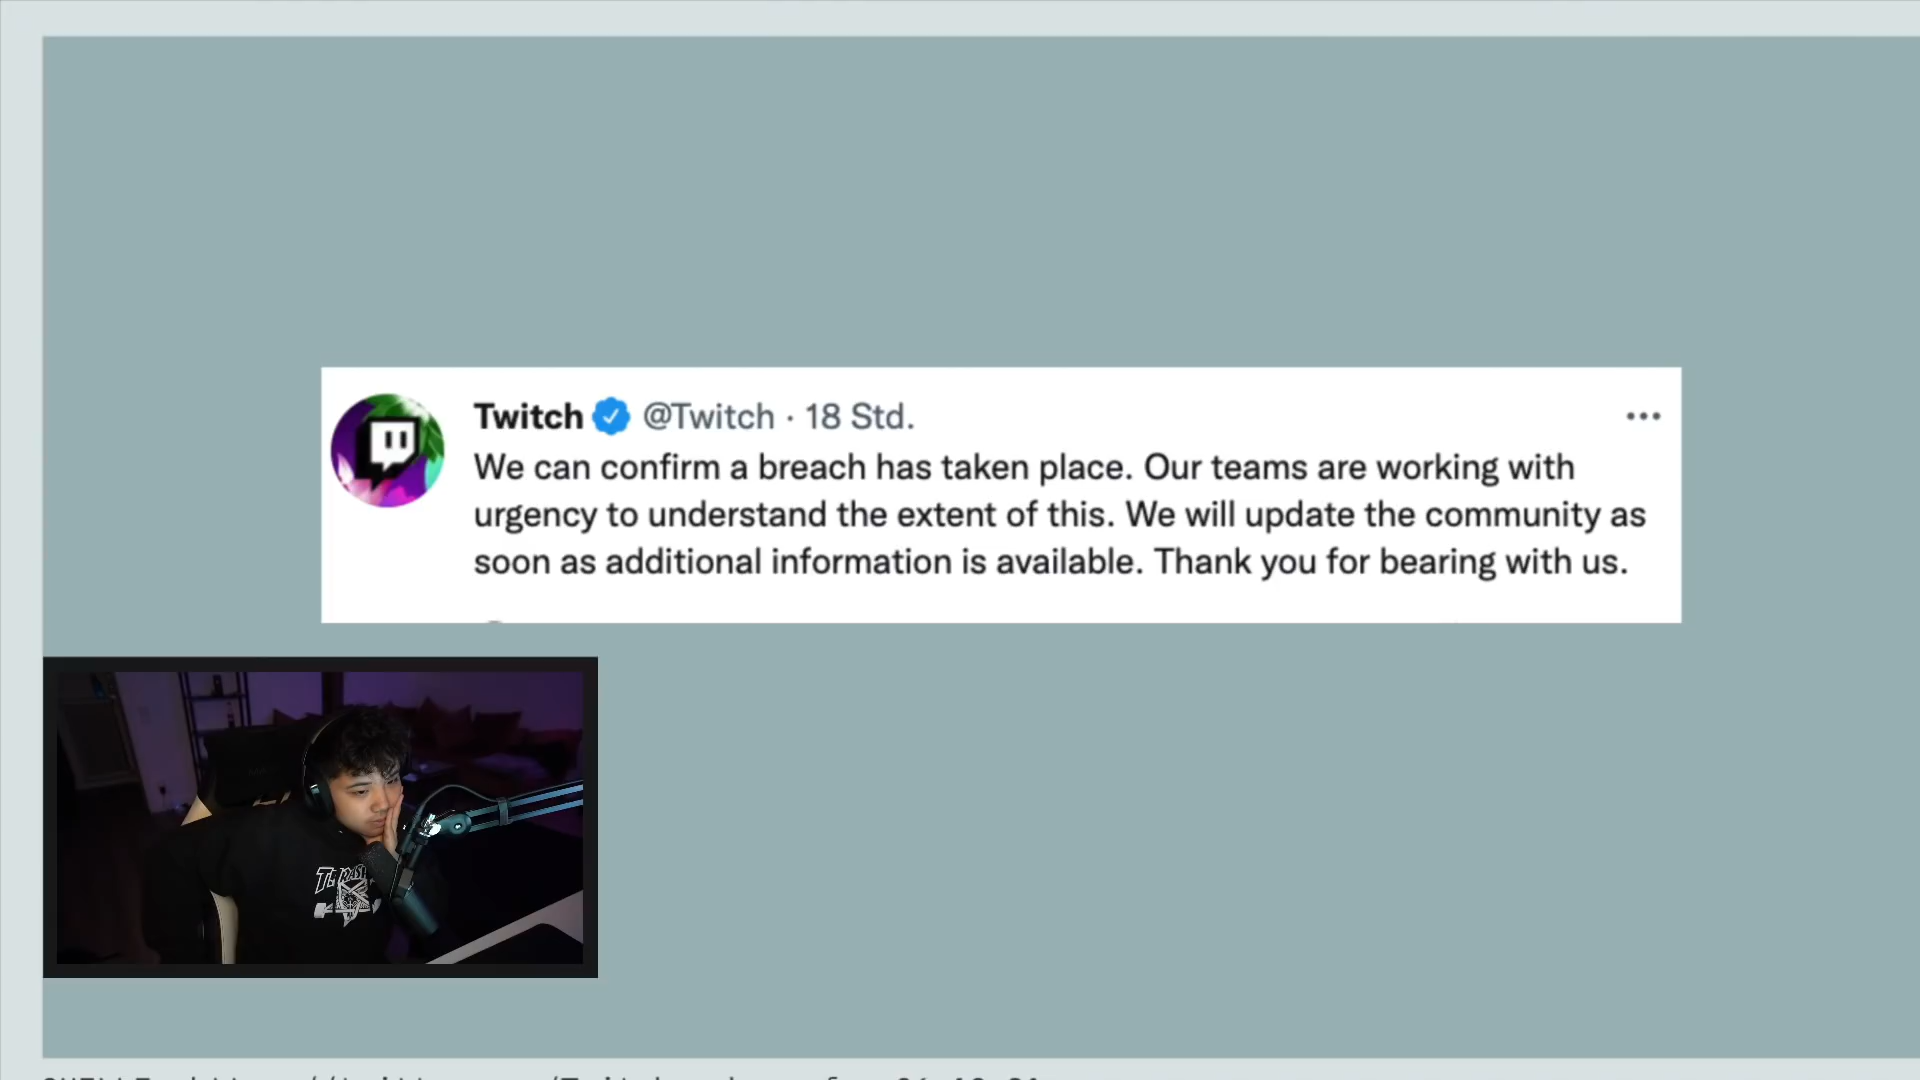 Twitch @Twitch · 18 Std.
We can confirm a breach has taken place. Our teams are working with
urgency to understand the extent of this. We will update the community as
soon as additional information is available. Thank you for bearing with us.